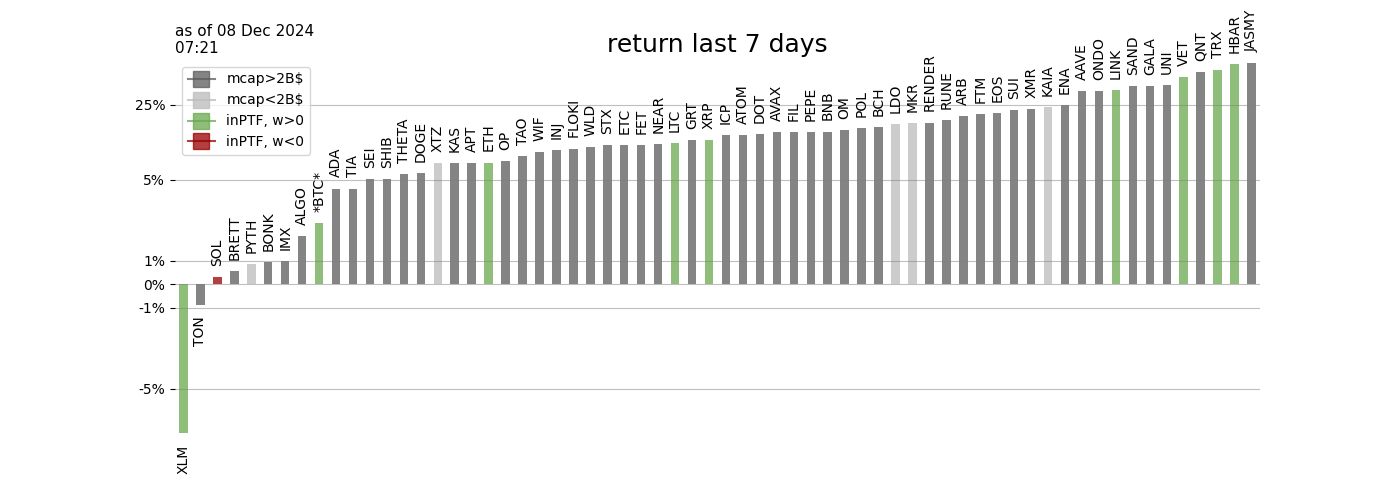 as of 08 Dec 2024
07:21
return last 7 days
mcap>2B$
mcap<2B$
inPTF, w>0
inPTF, w<0
25%
5%
1%
0%
-1%
-5%
XLM
TON
SOL
BRETT
PYTH
BONK
IMX
ALGO
*BTC*
ADA
TIA
SEI
SHIB
THETA
DOGE
XTZ
KAS
APT
ETH
OP
TAO
WIF
INJ
FLOKI
WLD
STX
ETC
FET
NEAR
LTC
GRT
XRP
ICP
ATOM
DOT
AVAX
FIL
PEPE
BNB
OM
POL
BCH
LDO
MKR
RENDER
RUNE
ARB
FTM
EOS
SUI
XMR
KAIA
ENA
AAVE
ONDO
LINK
SAND
GALA
UNI
VET
QNT
TRX
HBAR
JASMY